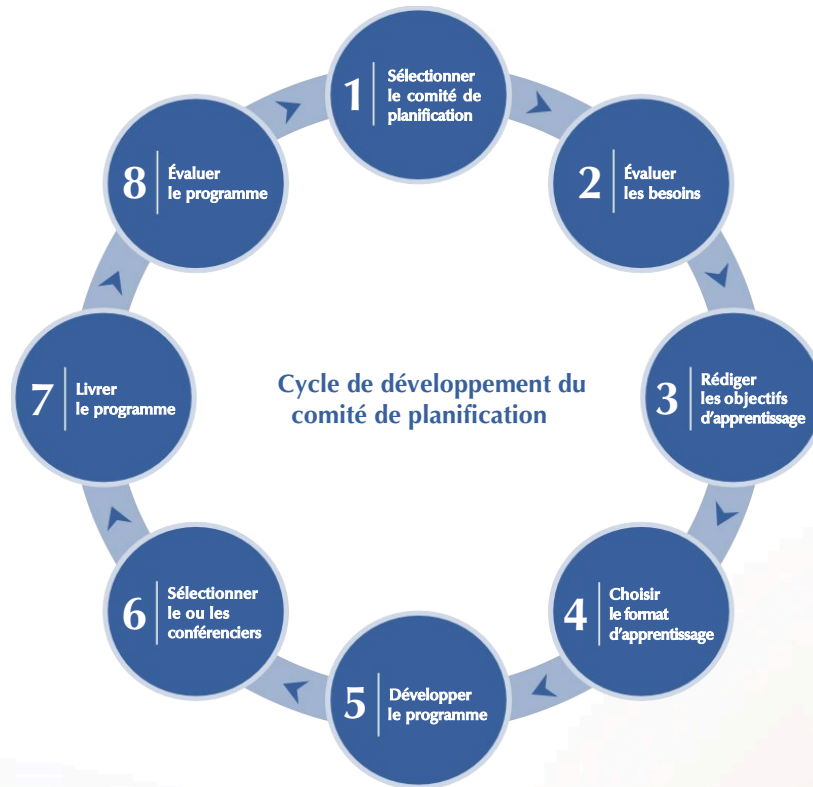 Cycle de développement du
comité de planification
1
Sélectionner
le comité de
planification
2
Évaluer
les besoins
3
Rédiger
les objectifs
d'apprentissage
4
Choisir
le format
d'apprentissage
5
Développer
le programme
6
Sélectionner
le ou les
conférenciers
7
Livrer
le programme
8
Évaluer
le programme